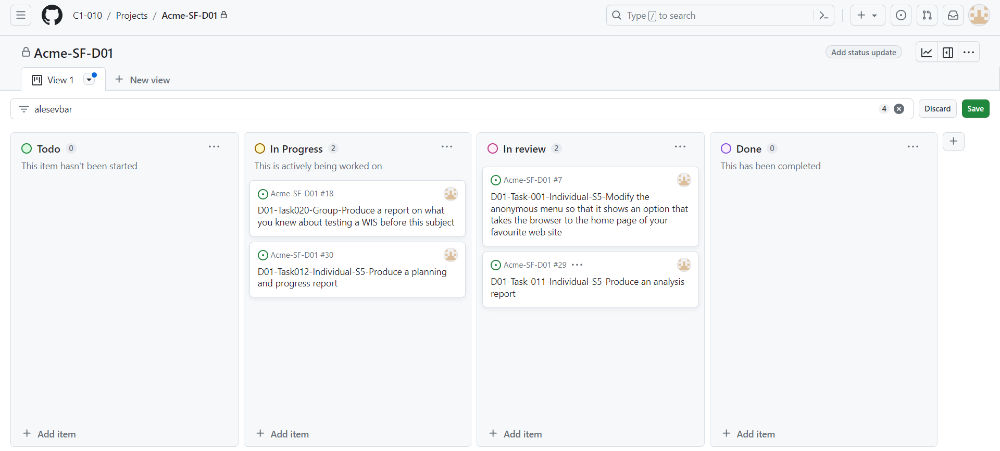 C1-010 / Projects / Acme-SF-D01
Type / to search
Acme-SF-D01
Add status update
View 1
New view
alesevbar
4
Discard
Save
Todo 0
This item hasn't been started
Add item
In Progress 2
This is actively being worked on
Acme-SF-D01 #18
D01-Task020-Group-Produce a report on what
you knew about testing a WIS before this subject
Acme-SF-D01 #30
D01-Task012-Individual-S5-Produce a planning
and progress report
Add item
In review 2
Acme-SF-D01 #7
D01-Task-001-Individual-S5-Modify the
anonymous menu so that it shows an option that
takes the browser to the home page of your
favourite web site
Acme-SF-D01 #29
D01-Task-011-Individual-S5-Produce an analysis
report
Add item
Done 0
This has been completed
Add item